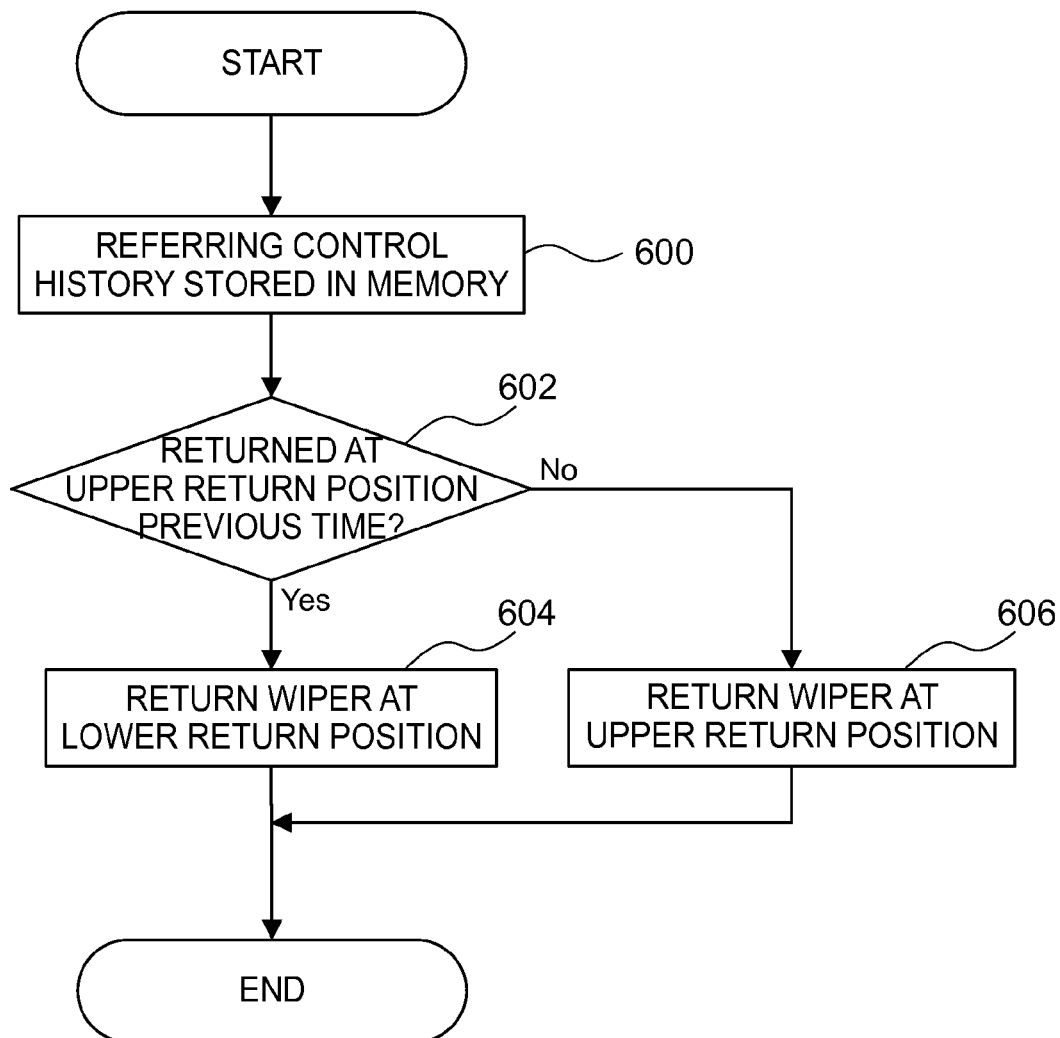 START
REFERRING CONTROL
HISTORY STORED IN MEMORY
600
602
RETURNED AT
UPPER RETURN POSITION
PREVIOUS TIME?
No
Yes
604
606
RETURN WIPER AT
LOWER RETURN POSITION
RETURN WIPER AT
UPPER RETURN POSITION
END